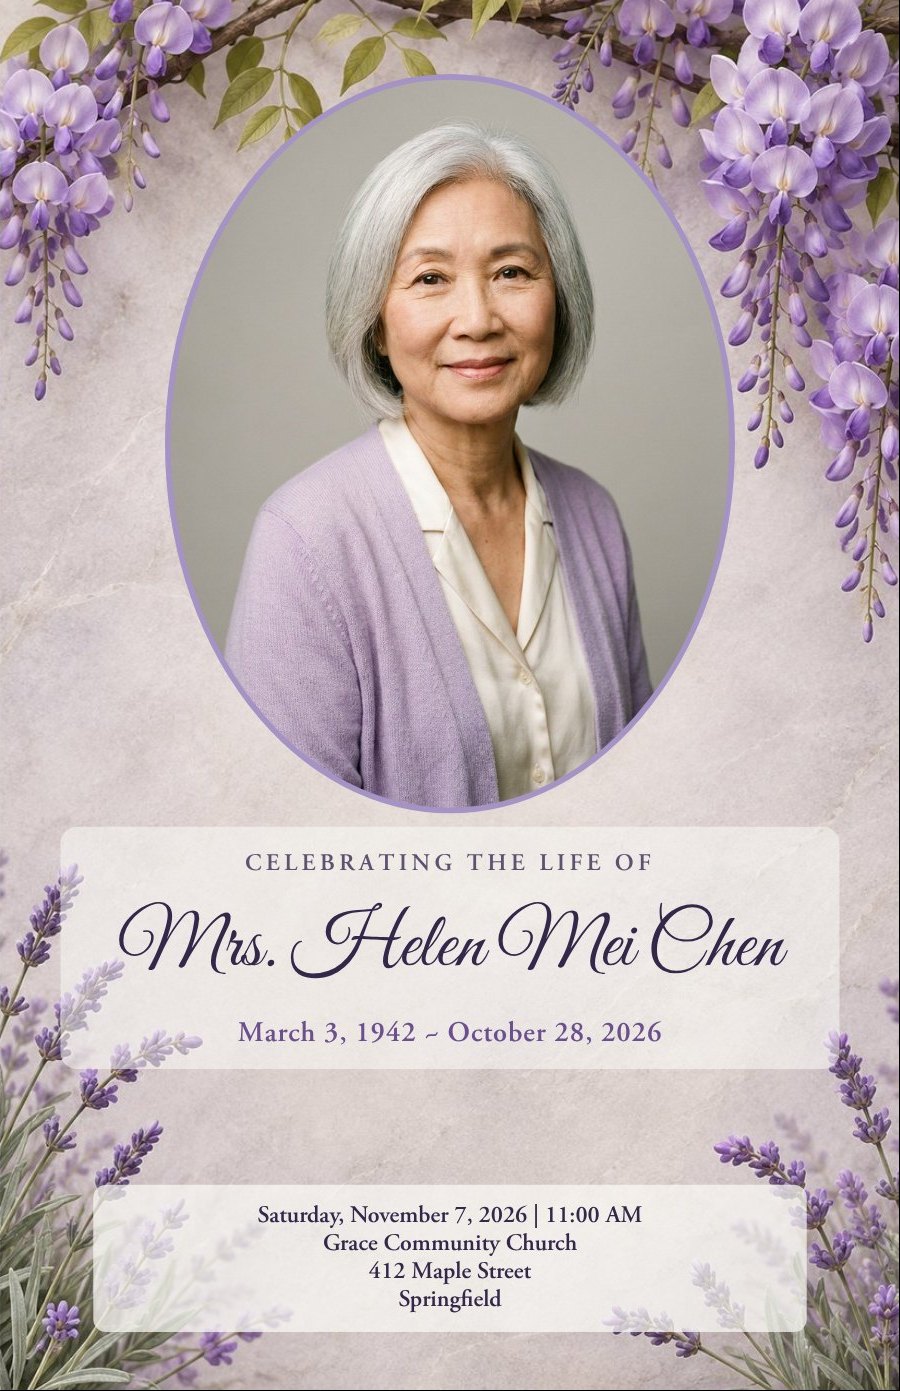 CELEBRATING THE LIFE OF
Mrs. Helen Mei Chen
March 3, 1942 ~ October 28, 2026
Saturday, November 7, 2026 | 11:00 AM
Grace Community Church
412 Maple Street
Springfield